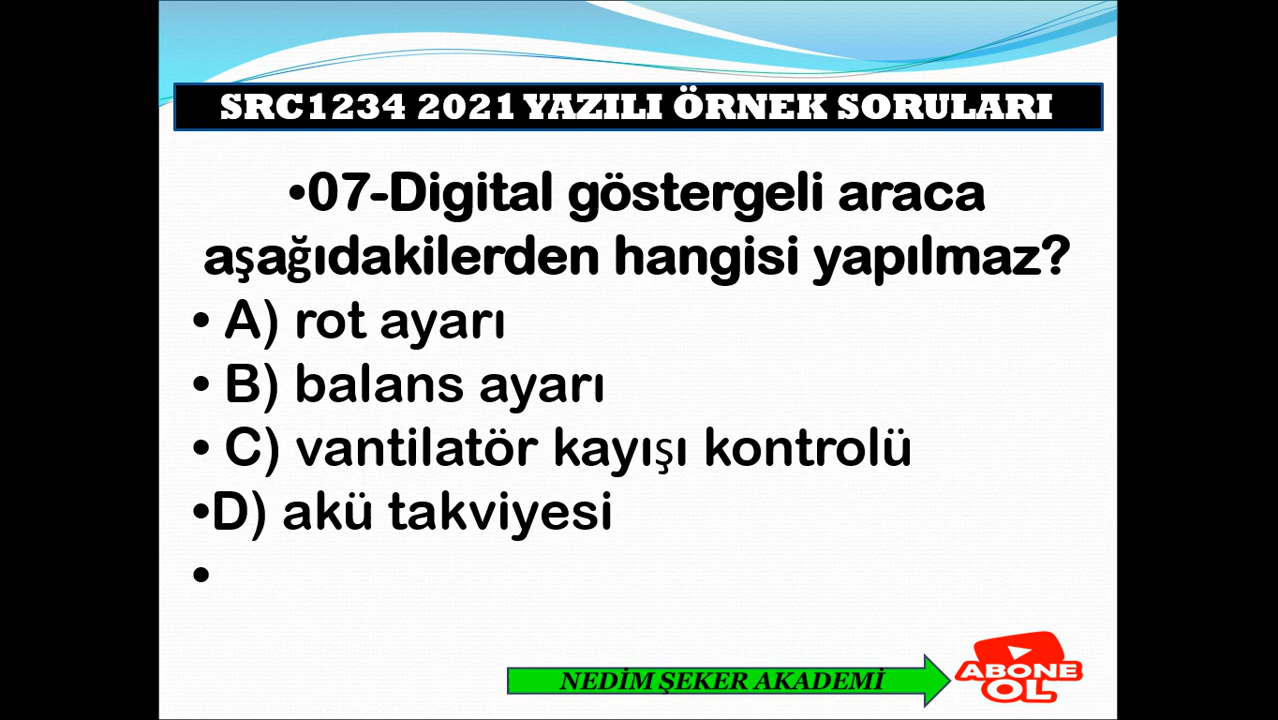 SRC1234 2021 YAZILI ÖRNEK SORULARI
•07-Digital göstergeli araca
aşağıdakilerden hangisi yapılmaz?
• A) rot ayarı
• B) balans ayarı
• C) vantilatör kayışı kontrolü
•D) akü takviyesi
•
NEDİM ŞEKER AKADEMİ
ABONE
OL